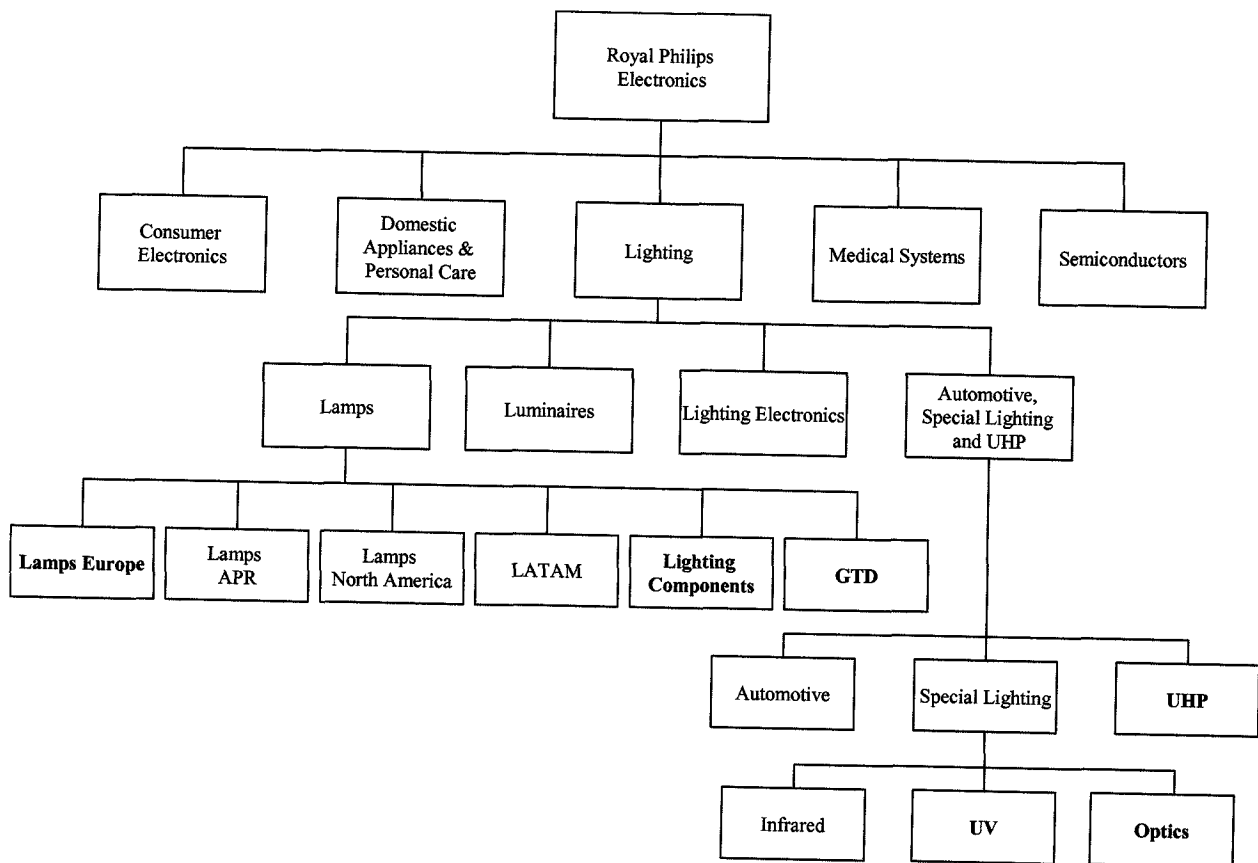 Royal Philips
Electronics
Consumer
Electronics
Domestic
Appliances &
Personal Care
Lighting
Medical Systems
Semiconductors
Lamps
Luminaires
Lighting Electronics
Automotive,
Special Lighting
and UHP
Lamps Europe
Lamps
APR
Lamps
North America
LATAM
Lighting
Components
GTD
Automotive
Special Lighting
UHP
Infrared
UV
Optics